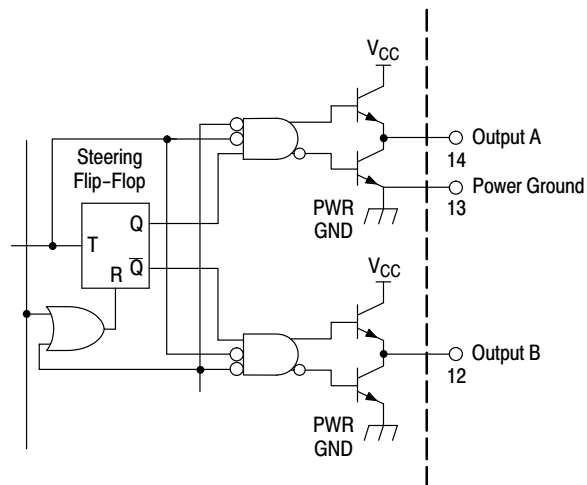 V_CC
Output A
14
Steering
Flip-Flop
Power Ground
13
Q
PWR
GND
T
Q̅
V_CC
R
Output B
12
PWR
GND